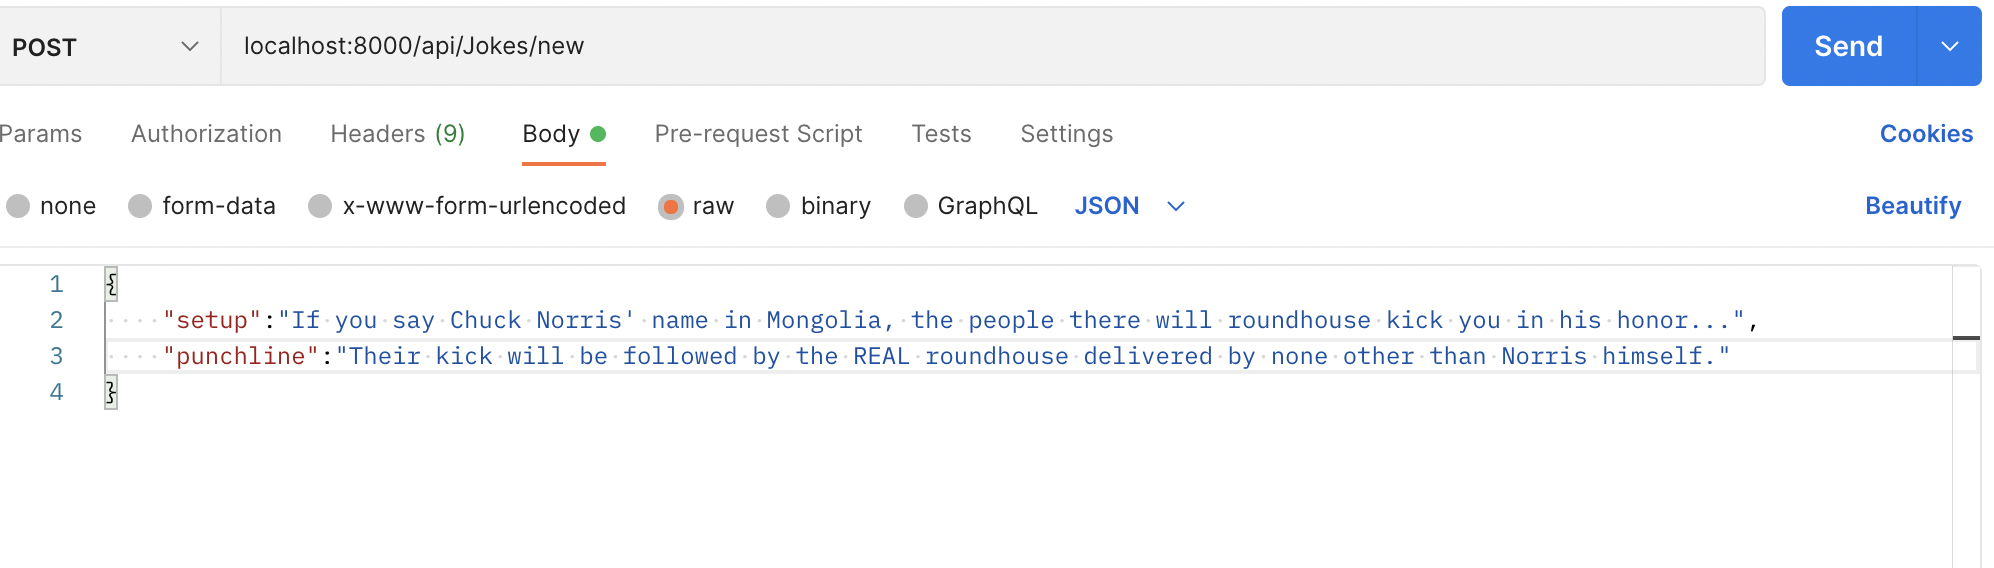 POST localhost:8000/api/Jokes/new Send
Params Authorization Headers (9) Body Pre-request Script Tests Settings Cookies
none form-data x-www-form-urlencoded raw binary GraphQL JSON Beautify
1 {
2 "setup":"If you say Chuck Norris' name in Mongolia, the people there will roundhouse kick you in his honor...",
3 "punchline":"Their kick will be followed by the REAL roundhouse delivered by none other than Norris himself."
4 }